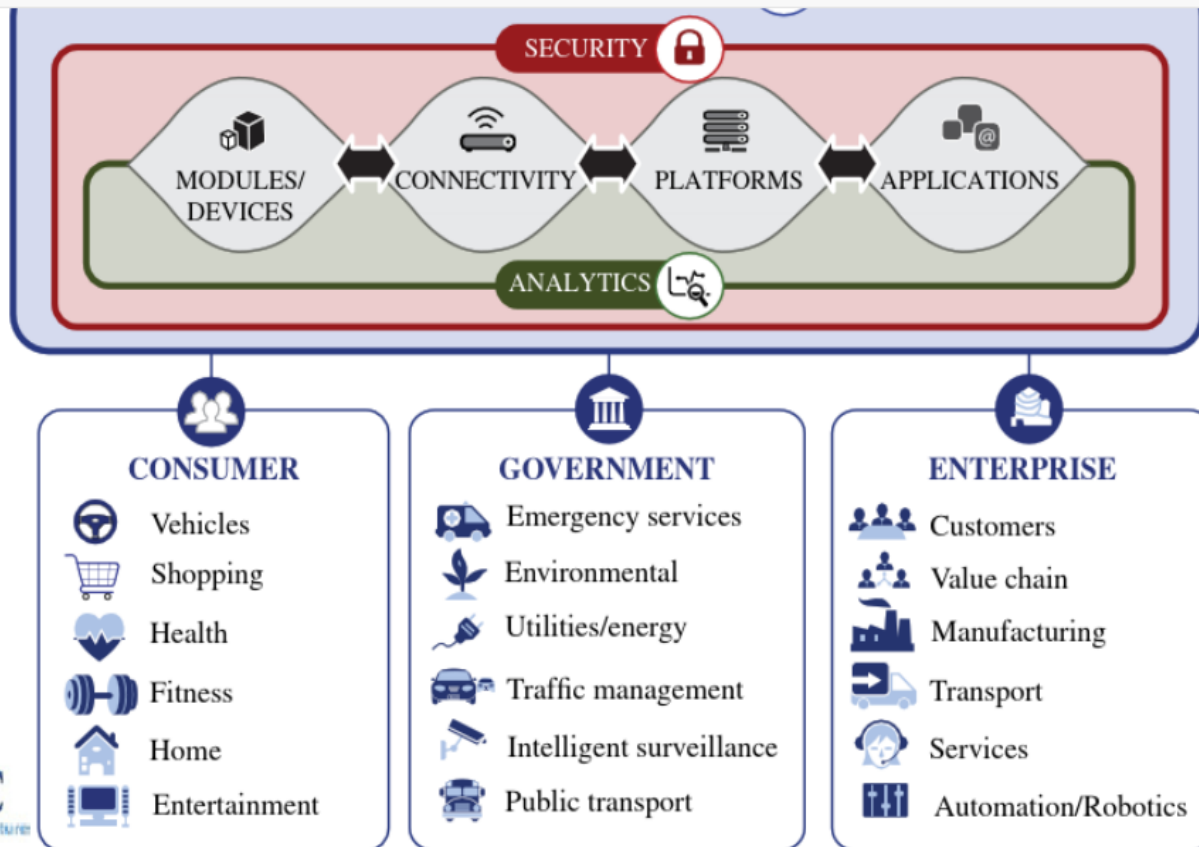 SECURITY
MODULES/
DEVICES
CONNECTIVITY
PLATFORMS
APPLICATIONS
@
ANALYTICS
CONSUMER
Vehicles
Shopping
Health
Fitness
Home
Entertainment
GOVERNMENT
Emergency services
Environmental
Utilities/energy
Traffic management
Intelligent surveillance
Public transport
ENTERPRISE
Customers
Value chain
Manufacturing
Transport
Services
Automation/Robotics